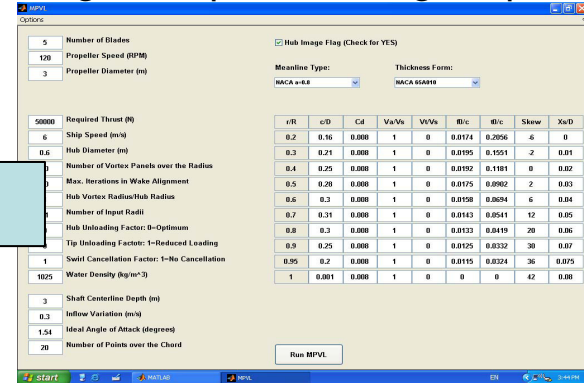 MPVL
Options
5 Number of Blades
120 Propeller Speed (RPM)
3 Propeller Diameter (m)
Hub Image Flag (Check for YES)
Meanline Type: Thickness Form:
NACA a=0.8 NACA 65A010
50000 Required Thrust (N)
6 Ship Speed (m/s)
0.6 Hub Diameter (m)
Number of Vortex Panels over the Radius
Max. Iterations in Wake Alignment
Hub Vortex Radius/Hub Radius
Number of Input Radii
Hub Unloading Factor: 0=Optimum
Tip Unloading Factotr: 1=Reduced Loading
1 Swirl Cancellation Factor: 1=No Cancellation
1025 Water Density (kg/m^3)
3 Shaft Centerline Depth (m)
0.3 Inflow Variation (m/s)
1.54 Ideal Angle of Attack (degrees)
20 Number of Points over the Chord
r/R c/D Cd Va/Vs Vt/Vs f0/c t0/c Skew Xs/D
0.2 0.16 0.008 1 0 0.0174 0.2056 -6 0
0.3 0.21 0.008 1 0 0.0195 0.1551 -2 0.01
0.4 0.25 0.008 1 0 0.0192 0.1181 0 0.02
0.5 0.28 0.008 1 0 0.0175 0.0902 2 0.03
0.6 0.3 0.008 1 0 0.0158 0.0694 6 0.04
0.7 0.31 0.008 1 0 0.0143 0.0541 12 0.05
0.8 0.3 0.008 1 0 0.0133 0.0419 20 0.06
0.9 0.25 0.008 1 0 0.0125 0.0332 30 0.07
0.95 0.2 0.008 1 0 0.0115 0.0324 36 0.075
1 0.001 0.008 1 0 0 0 42 0.08
Run MPVL
start MATLAB MPVL EN 3:44 PM